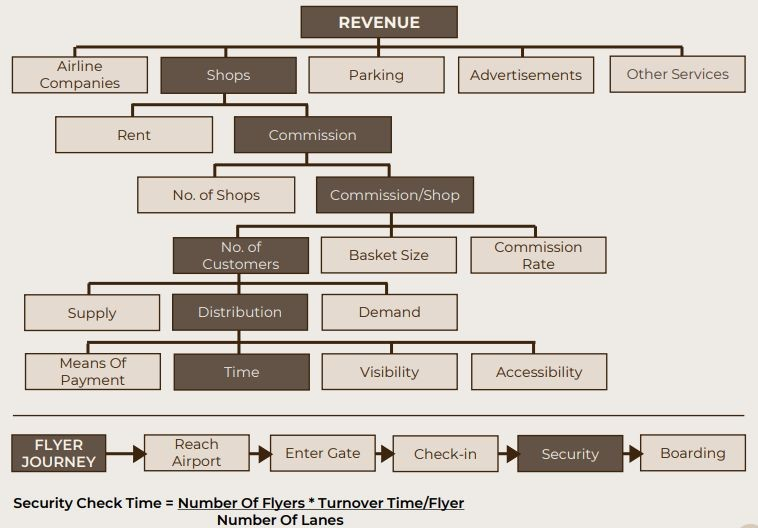 REVENUE
Airline
Companies
Shops
Parking
Advertisements
Other Services
Rent
Commission
No. of Shops
Commission/Shop
No. of
Customers
Basket Size
Commission
Rate
Supply
Distribution
Demand
Means Of
Payment
Time
Visibility
Accessibility
FLYER
JOURNEY
Reach
Airport
Enter Gate
Check-in
Security
Boarding
Security Check Time = Number Of Flyers * Turnover Time/Flyer
Number Of Lanes